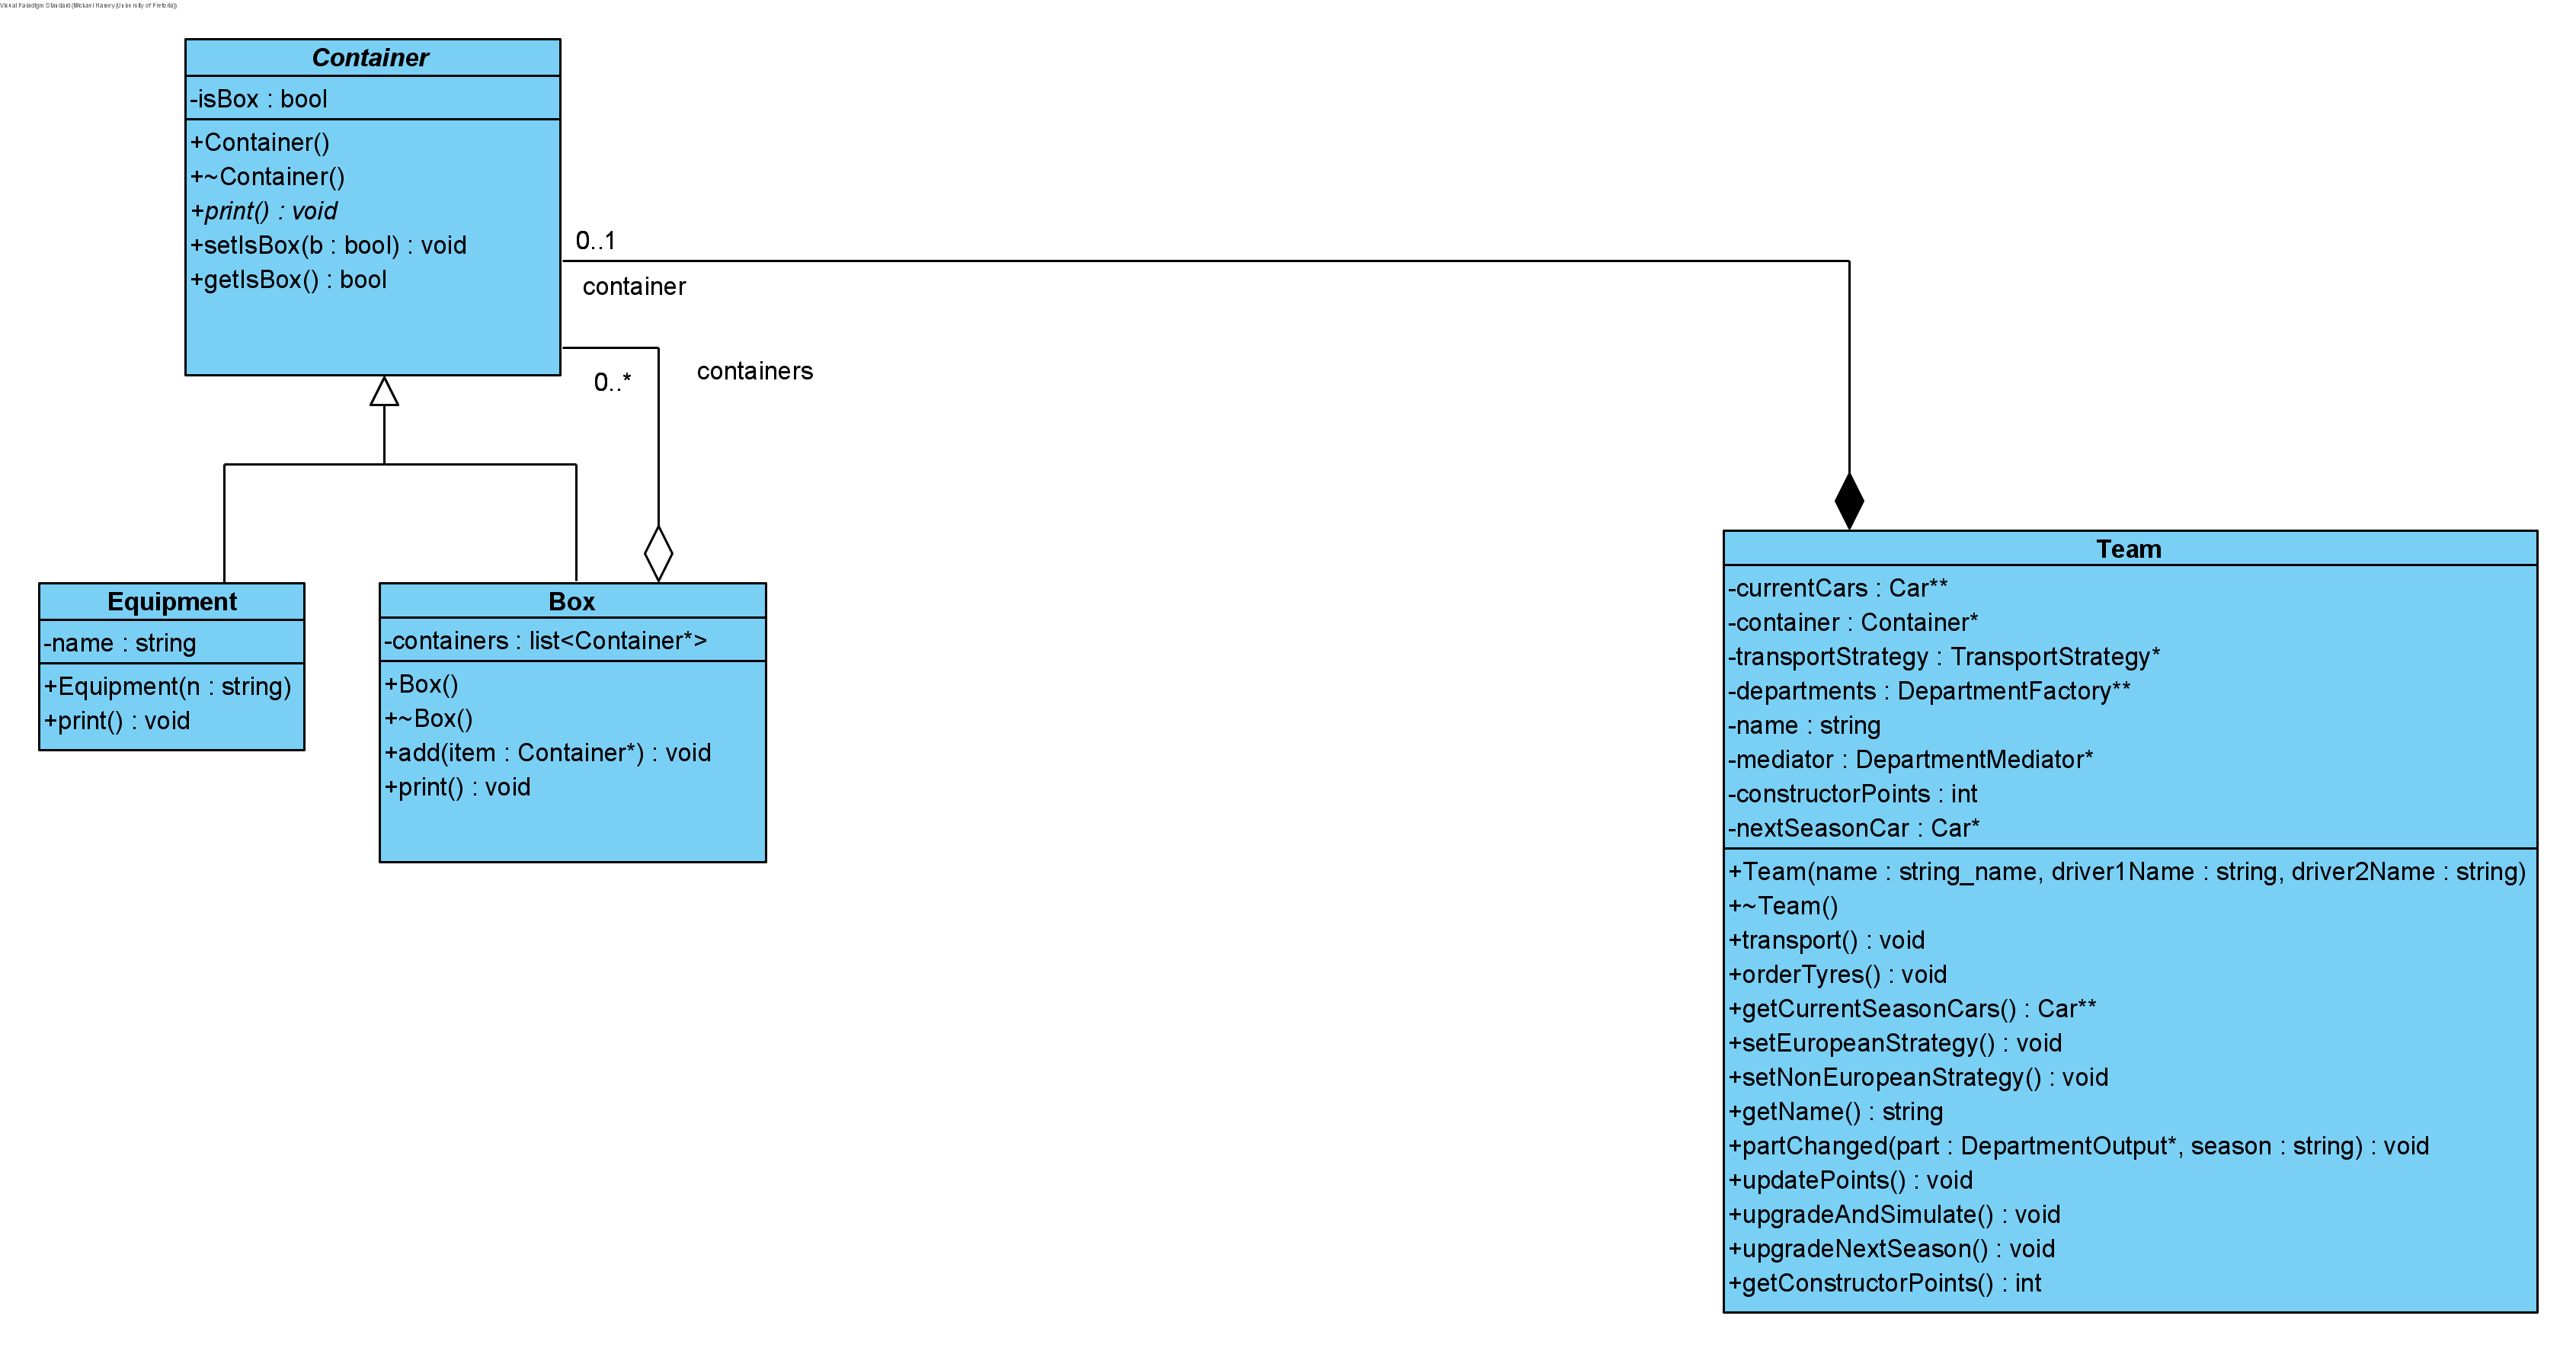 Visual Paradigm Standard (Michael Harvey (University of Pretoria))
Container
-isBox : bool
+Container()
+~Container()
+print() : void
+setIsBox(b : bool) : void
+getIsBox() : bool
0..1
container
0..*
containers
Equipment
-name : string
+Equipment(n : string)
+print() : void
Box
-containers : list<Container*>
+Box()
+~Box()
+add(item : Container*) : void
+print() : void
Team
-currentCars : Car**
-container : Container*
-transportStrategy : TransportStrategy*
-departments : DepartmentFactory**
-name : string
-mediator : DepartmentMediator*
-constructorPoints : int
-nextSeasonCar : Car*
+Team(name : string_name, driver1Name : string, driver2Name : string)
+~Team()
+transport() : void
+orderTyres() : void
+getCurrentSeasonCars() : Car**
+setEuropeanStrategy() : void
+setNonEuropeanStrategy() : void
+getName() : string
+partChanged(part : DepartmentOutput*, season : string) : void
+updatePoints() : void
+upgradeAndSimulate() : void
+upgradeNextSeason() : void
+getConstructorPoints() : int